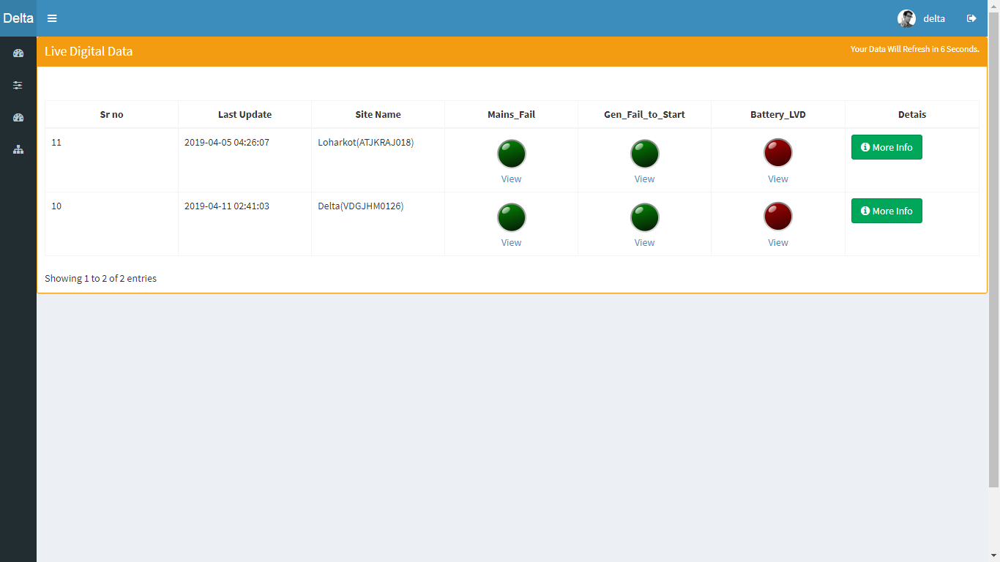 Delta
delta
Live Digital Data
Your Data Will Refresh in 6 Seconds.
Sr no Last Update Site Name Mains_Fail Gen_Fail_to_Start Battery_LVD Detais
11 2019-04-05 04:26:07 Loharkot(ATJKRAJ018) More Info
View View View
10 2019-04-11 02:41:03 Delta(VDGJHM0126) More Info
View View View
Showing 1 to 2 of 2 entries